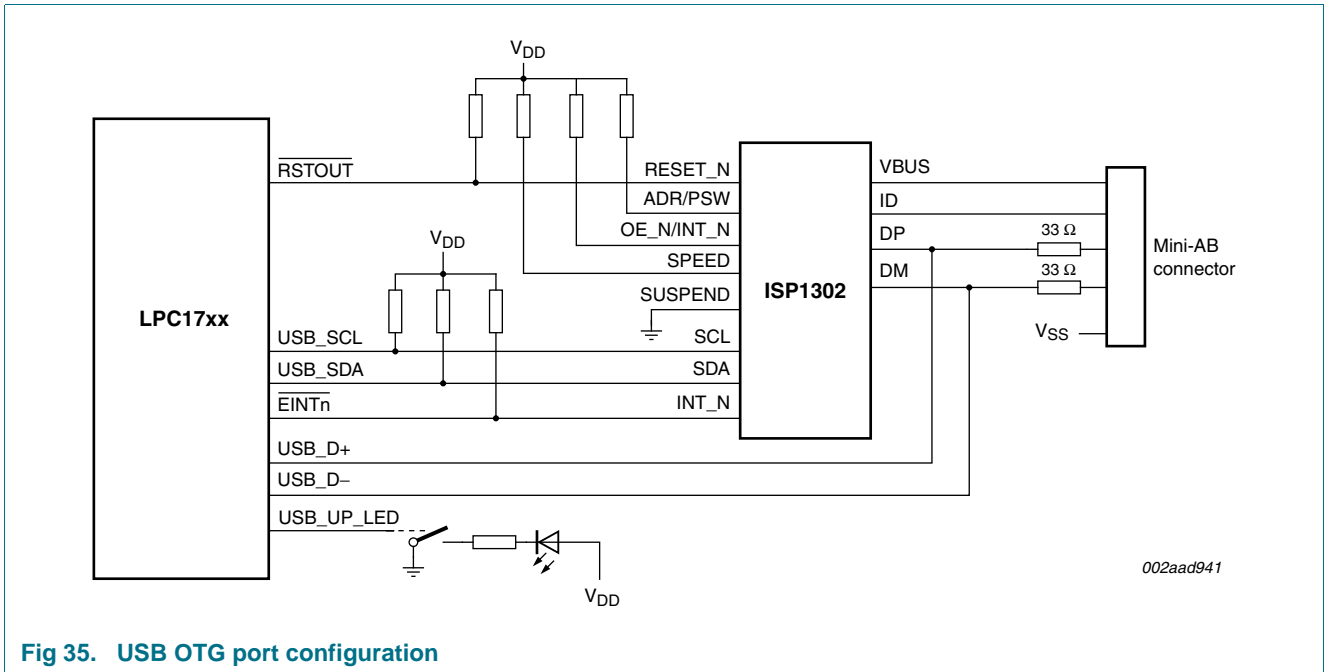 VDD
RSTOUT
RESET_N
ADR/PSW
OE_N/INT_N
SPEED
SUSPEND
VBUS
ID
DP
33 Ω
DM
33 Ω
Mini-AB
connector
VSS
ISP1302
LPC17xx
VDD
USB_SCL
SCL
USB_SDA
SDA
EINTn
INT_N
USB_D+
USB_D−
USB_UP_LED
VDD
002aad941
Fig 35. USB OTG port configuration